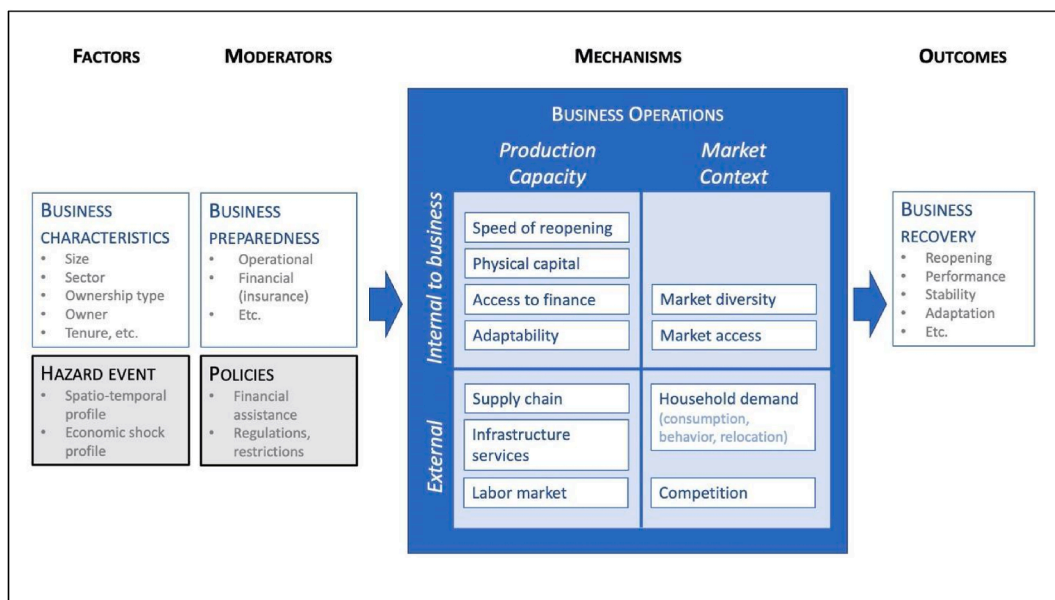 FACTORS
MODERATORS
MECHANISMS
OUTCOMES
BUSINESS
CHARACTERISTICS
• Size
• Sector
• Ownership type
• Owner
• Tenure, etc.
HAZARD EVENT
• Spatio-temporal
profile
• Economic shock
profile
BUSINESS
PREPAREDNESS
• Operational
• Financial
(insurance)
• Etc.
POLICIES
• Financial
assistance
• Regulations,
restrictions
BUSINESS OPERATIONS
Production
Capacity
Market
Context
Internal to business
Speed of reopening
Physical capital
Access to finance
Adaptability
Market diversity
Market access
External
Supply chain
Infrastructure
services
Labor market
Household demand
(consumption,
behavior, relocation)
Competition
BUSINESS
RECOVERY
• Reopening
• Performance
• Stability
• Adaptation
• Etc.